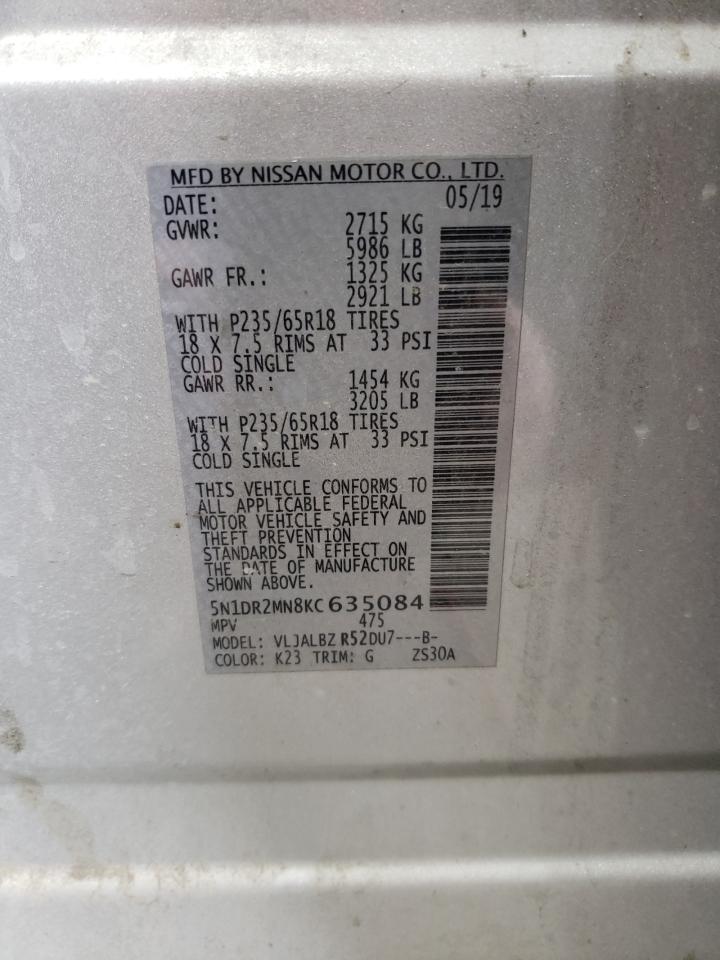 MFD BY NISSAN MOTOR CO., LTD.
DATE: 05/19
GVWR: 2715 KG
5986 LB
GAWR FR.: 1325 KG
2921 LB
WITH P235/65R18 TIRES
18 X 7.5 RIMS AT 33 PSI
COLD SINGLE
GAWR RR.: 1454 KG
3205 LB
WITH P235/65R18 TIRES
18 X 7.5 RIMS AT 33 PSI
COLD SINGLE
THIS VEHICLE CONFORMS TO
ALL APPLICABLE FEDERAL
MOTOR VEHICLE SAFETY AND
THEFT PREVENTION
STANDARDS IN EFFECT ON
THE DATE OF MANUFACTURE
SHOWN ABOVE.
5N1DR2MN8KC 635084
MPV 475
MODEL: VLJALBZ R52DU7---B-
COLOR: K23 TRIM: G ZS30A